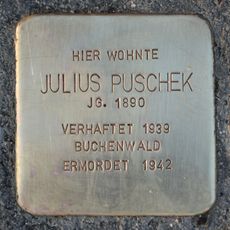 HIER WOHNTE
JULIUS PUSCHEK
JG. 1890
VERHAFTET 1939
BUCHENWALD
ERMORDET 1942